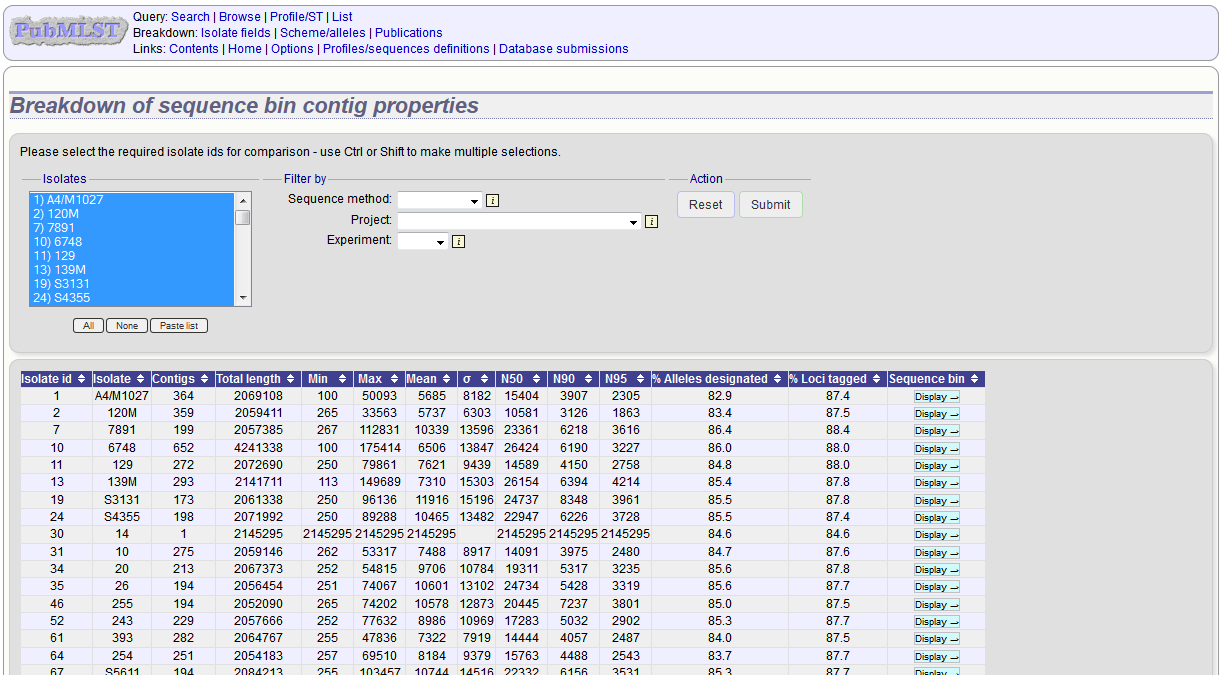 PubMLST
Query: Search | Browse | Profile/ST | List
Breakdown: Isolate fields | Scheme/alleles | Publications
Links: Contents | Home | Options | Profiles/sequences definitions | Database submissions
Breakdown of sequence bin contig properties
Please select the required isolate ids for comparison - use Ctrl or Shift to make multiple selections.
Isolates
1) A4/M1027
2) 120M
7) 7891
10) 6748
11) 129
13) 139M
19) S3131
24) S4355
All None Paste list
Filter by
Sequence method: i
Project: i
Experiment: i
Action
Reset Submit
Isolate id Isolate Contigs Total length Min Max Mean σ N50 N90 N95 % Alleles designated % Loci tagged Sequence bin
1 A4/M1027 364 2069108 100 50093 5685 8182 15404 3907 2305 82.9 87.4 Display
2 120M 359 2059411 265 33563 5737 6303 10581 3126 1863 83.4 87.5 Display
7 7891 199 2057385 267 112831 10339 13596 23361 6218 3616 86.4 88.4 Display
10 6748 652 4241338 100 175414 6506 13847 26424 6190 3227 86.0 88.0 Display
11 129 272 2072690 250 79861 7621 9439 14589 4150 2758 84.8 88.0 Display
13 139M 293 2141711 113 149689 7310 15303 26154 6394 4214 85.4 87.8 Display
19 S3131 173 2061338 250 96136 11916 15196 24737 8348 3961 85.5 87.8 Display
24 S4355 198 2071992 250 89288 10465 13482 22947 6226 3728 85.5 87.4 Display
30 14 1 2145295 2145295 2145295 2145295 2145295 2145295 2145295 84.6 84.6 Display
31 10 275 2059146 262 53317 7488 8917 14091 3975 2480 84.7 87.6 Display
34 20 213 2067373 252 54815 9706 10784 19311 5317 3235 85.6 87.8 Display
35 26 194 2056454 251 74067 10601 13102 24734 5428 3319 85.6 87.7 Display
46 255 194 2052090 265 74202 10578 12873 20445 7237 3801 85.0 87.5 Display
52 243 229 2057666 252 77632 8986 10969 17283 5032 2902 85.3 87.7 Display
61 393 282 2064767 255 47836 7322 7919 14444 4057 2487 84.0 87.5 Display
64 254 251 2054183 257 69510 8184 9379 15763 4488 2543 83.7 87.7 Display
67 S5611 194 2084213 255 103457 10744 14516 22332 6156 3531 85.3 87.7 Display